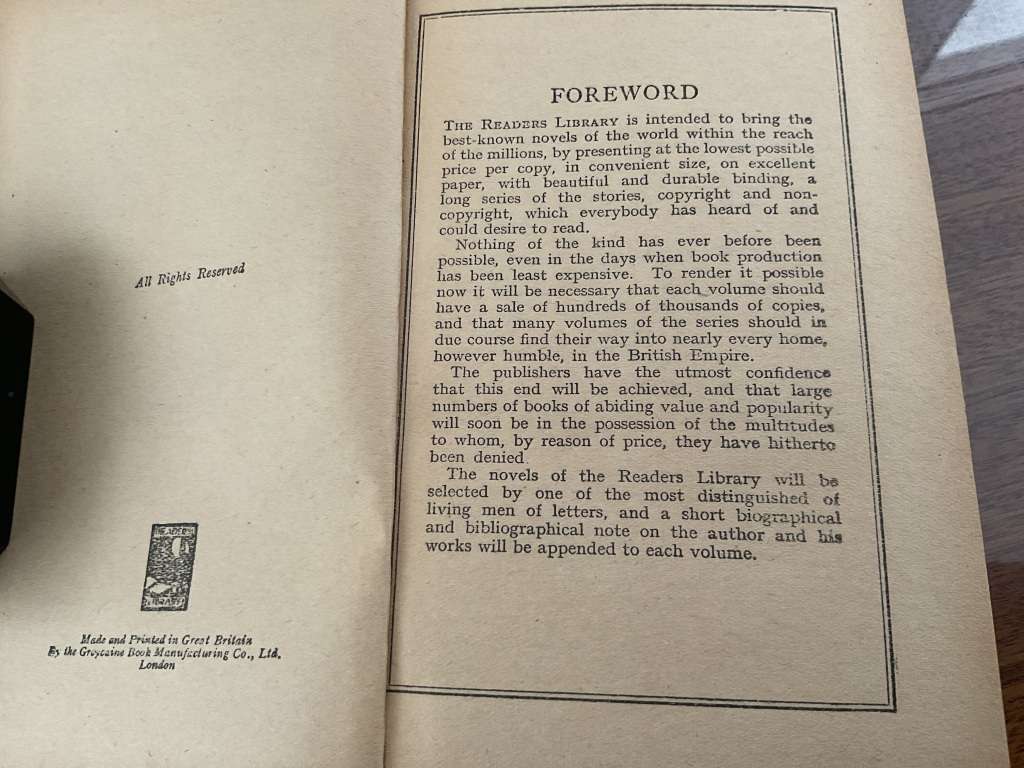 All Rights Reserved
READERS
LIBRARY
Made and Printed in Great Britain
By the Greycaine Book Manufacturing Co., Ltd.
London
FOREWORD
THE READERS LIBRARY is intended to bring the
best-known novels of the world within the reach
of the millions, by presenting at the lowest possible
price per copy, in convenient size, on excellent
paper, with beautiful and durable binding, a
long series of the stories, copyright and non-
copyright, which everybody has heard of and
could desire to read.
Nothing of the kind has ever before been
possible, even in the days when book production
has been least expensive. To render it possible
now it will be necessary that each volume should
have a sale of hundreds of thousands of copies,
and that many volumes of the series should in
due course find their way into nearly every home,
however humble, in the British Empire.
The publishers have the utmost confidence
that this end will be achieved, and that large
numbers of books of abiding value and popularity
will soon be in the possession of the multitudes
to whom, by reason of price, they have hitherto
been denied.
The novels of the Readers Library will be
selected by one of the most distinguished of
living men of letters, and a short biographical
and bibliographical note on the author and his
works will be appended to each volume.